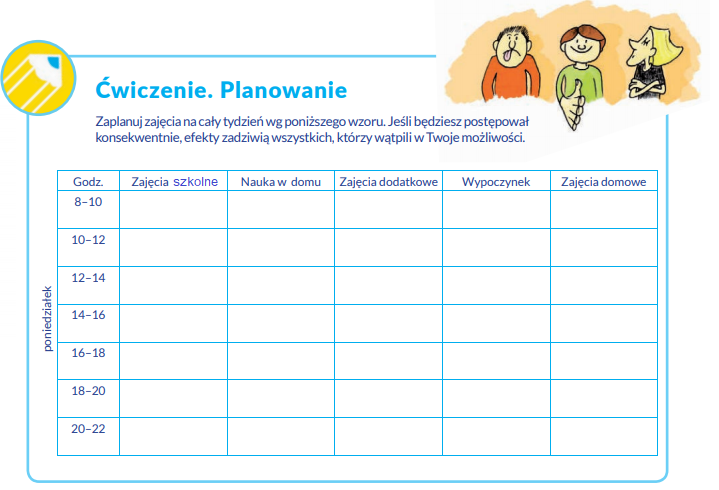 Ćwiczenie. Planowanie
Zaplanuj zajęcia na cały tydzień wg poniższego wzoru. Jeśli będziesz postępował
konsekwentnie, efekty zadziwią wszystkich, którzy wątpili w Twoje możliwości.
Godz. Zajęcia szkolne Nauka w domu Zajęcia dodatkowe Wypoczynek Zajęcia domowe
poniedziałek
8–10
10–12
12–14
14–16
16–18
18–20
20–22